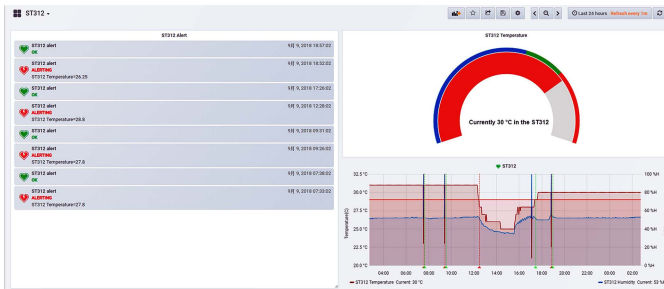 ST312
Last 24 hours Refresh every 1m
ST312 Alert
ST312 alert
OK
9月 9, 2018 18:57:02
ST312 alert
ALERTING
ST312 Temperature=26.25
9月 9, 2018 18:02:02
ST312 alert
OK
9月 9, 2018 17:26:02
ST312 alert
ALERTING
ST312 Temperature=28.8
9月 9, 2018 12:28:02
ST312 alert
OK
9月 9, 2018 09:31:02
ST312 alert
ALERTING
ST312 Temperature=27.8
9月 9, 2018 09:26:02
ST312 alert
OK
9月 9, 2018 07:38:02
ST312 alert
ALERTING
ST312 Temperature=27.8
9月 9, 2018 07:33:02
ST312 Temperature
Currently 30 °C in the ST312
ST312
32.5 °C
30.0 °C
27.5 °C
25.0 °C
22.5 °C
20.0 °C
Temperature(C)
100 %H
80 %H
60 %H
40 %H
20 %H
0 %H
04:00 06:00 08:00 10:00 12:00 14:00 16:00 18:00 20:00 22:00 00:00 02:00
ST312 Temperature Current: 30 °C
ST312 Humidity Current: 53 %H